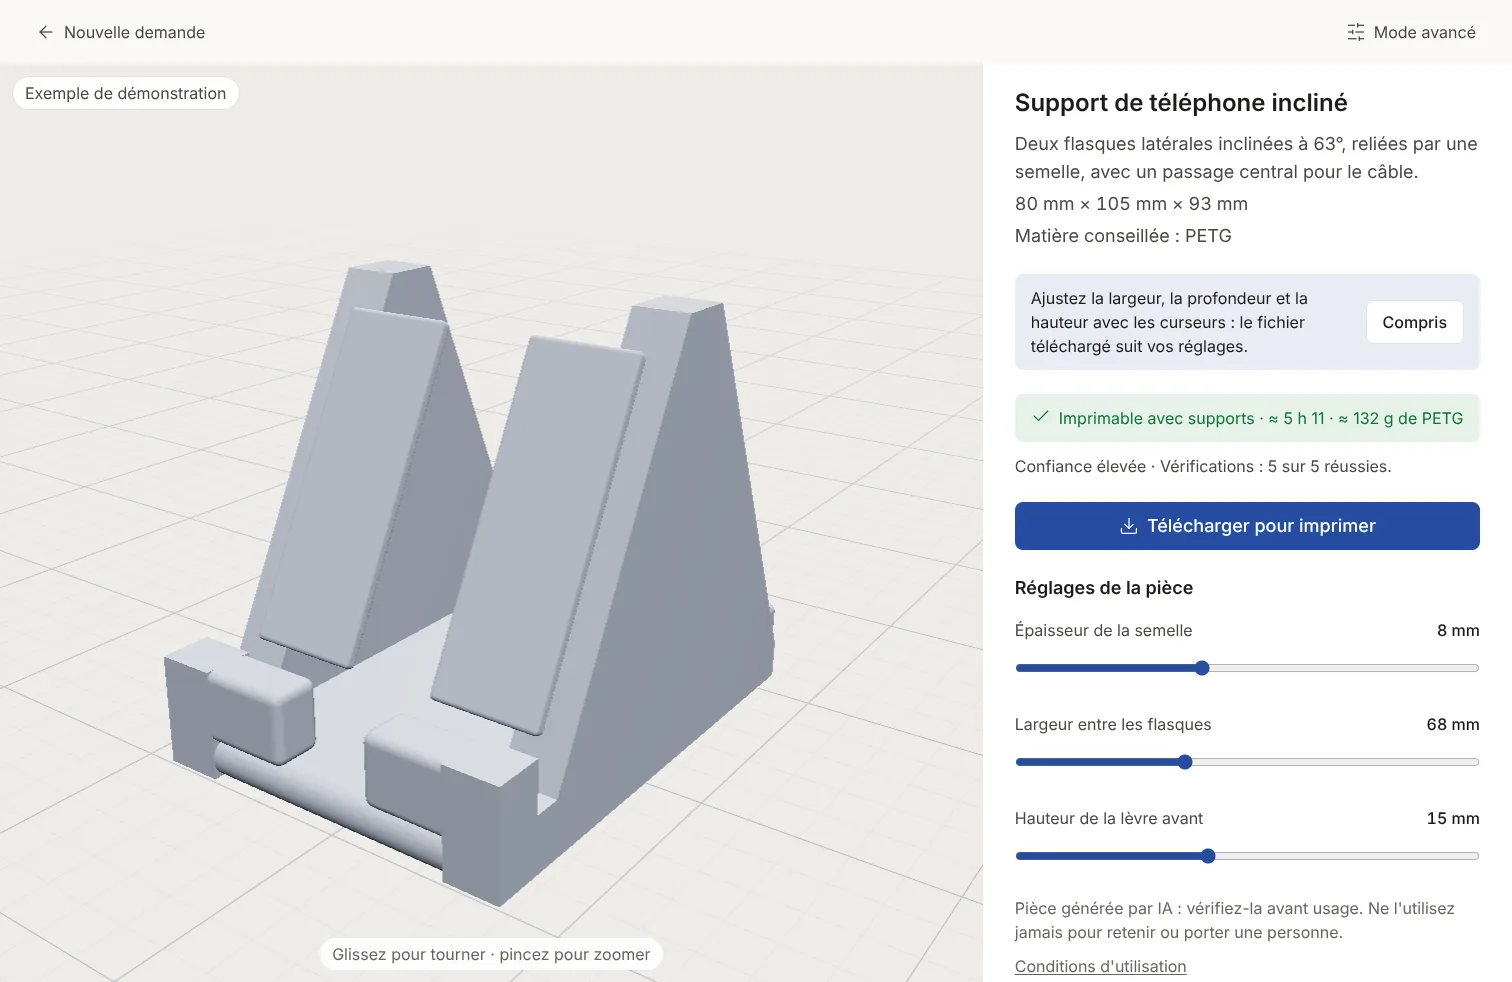 Nouvelle demande
Mode avancé
Exemple de démonstration
Support de téléphone incliné
Deux flasques latérales inclinées à 63°, reliées par une
semelle, avec un passage central pour le câble.
80 mm × 105 mm × 93 mm
Matière conseillée : PETG
Ajustez la largeur, la profondeur et la
hauteur avec les curseurs : le fichier
téléchargé suit vos réglages.
Compris
Imprimable avec supports · ≈ 5 h 11 · ≈ 132 g de PETG
Confiance élevée · Vérifications : 5 sur 5 réussies.
Télécharger pour imprimer
Réglages de la pièce
Épaisseur de la semelle 8 mm
Largeur entre les flasques 68 mm
Hauteur de la lèvre avant 15 mm
Pièce générée par IA : vérifiez-la avant usage. Ne l'utilisez
jamais pour retenir ou porter une personne.
Conditions d'utilisation
Glissez pour tourner · pincez pour zoomer